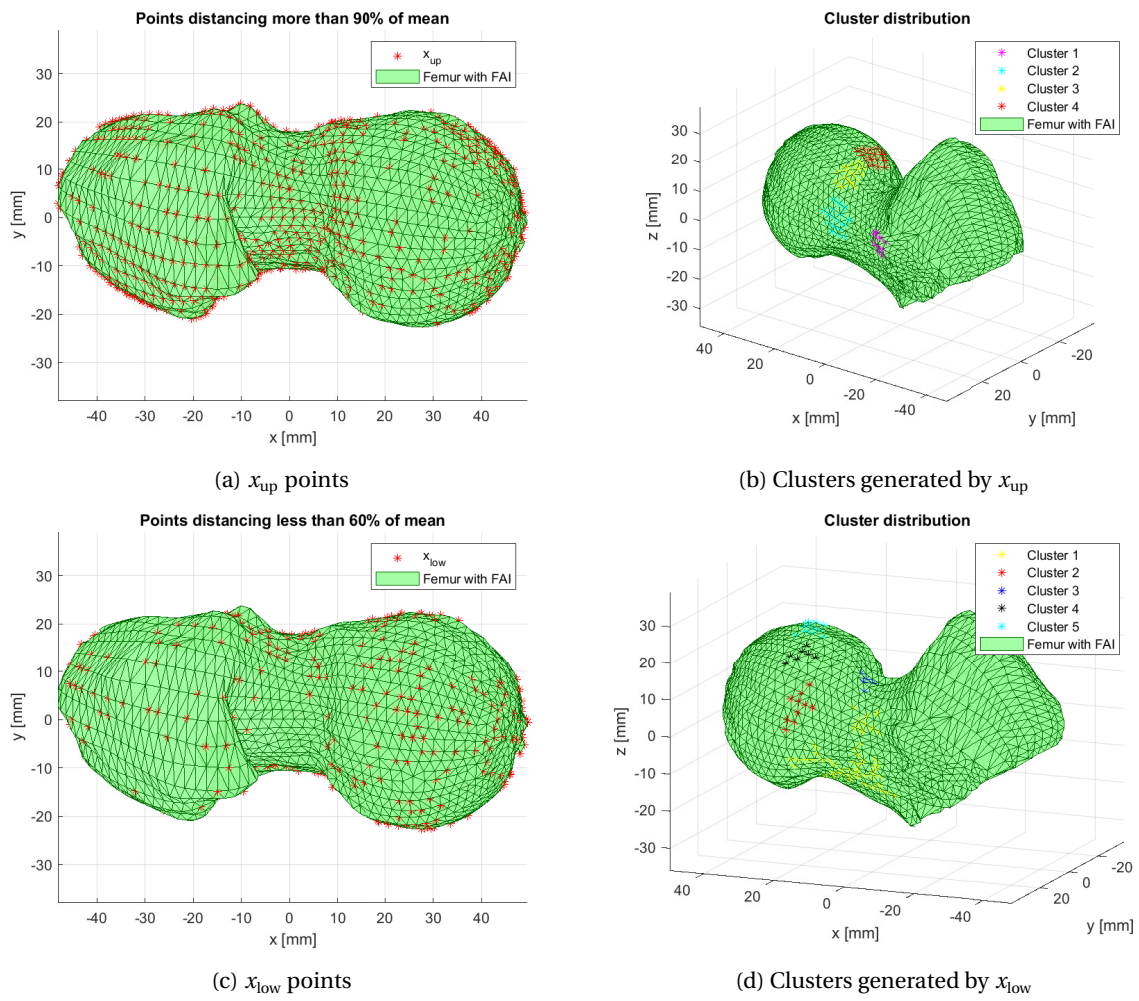 Points distancing more than 90% of mean
x_up
Femur with FAI
30
20
10
0
-10
-20
-30
y [mm]
-40 -30 -20 -10 0 10 20 30 40
x [mm]
(a) x_up points
Cluster distribution
Cluster 1
Cluster 2
Cluster 3
Cluster 4
Femur with FAI
30
20
10
0
-10
-20
-30
z [mm]
40 20 0 -20 -40
x [mm]
20 0 -20
y [mm]
(b) Clusters generated by x_up
Points distancing less than 60% of mean
x_low
Femur with FAI
30
20
10
0
-10
-20
-30
y [mm]
-40 -30 -20 -10 0 10 20 30 40
x [mm]
(c) x_low points
Cluster distribution
Cluster 1
Cluster 2
Cluster 3
Cluster 4
Cluster 5
Femur with FAI
30
20
10
0
-10
-20
-30
z [mm]
40 20 0 -20 -40
x [mm]
20 0 -20
y [mm]
(d) Clusters generated by x_low